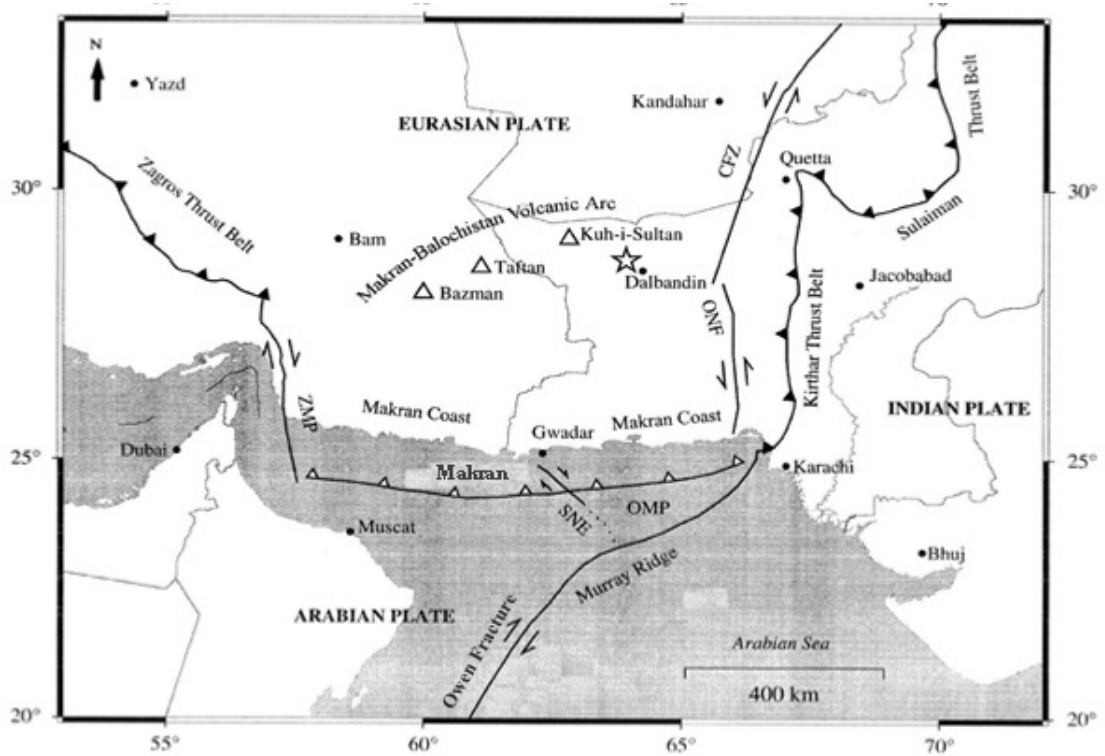 N
Yazd
EURASIAN PLATE
Kandahar
Thrust Belt
CFZ
Quetta
30°
30°
Zagros Thrust Belt
Sulaiman
Makran-Balochistan Volcanic Arc
Kuh-i-Sultan
Bam
Taftan
Dalbandin
Jacobabad
Bazman
ONF
Kirthar Thrust Belt
ZMP
Makran Coast
Makran Coast
INDIAN PLATE
Gwadar
Dubai
25°
25°
Makran
Karachi
SNE
OMP
Muscat
Bhuj
Murray Ridge
ARABIAN PLATE
Owen Fracture
Arabian Sea
400 km
20°
20°
55°
60°
65°
70°